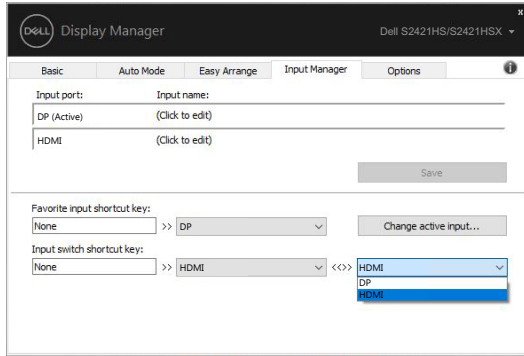 DELL Display Manager Dell S2421HS/S2421HSX
x
Basic Auto Mode Easy Arrange Input Manager Options i
Input port: Input name:
DP (Active) (Click to edit)
HDMI (Click to edit)
Save
Favorite input shortcut key:
None >> DP Change active input...
Input switch shortcut key:
None >> HDMI <<>> HDMI
DP
HDMI